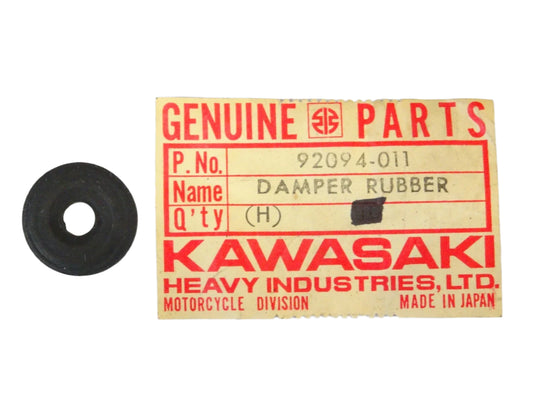 GENUINE PARTS
P. No. 92094-011
Name DAMPER RUBBER
Q'ty (H)
KAWASAKI
HEAVY INDUSTRIES, LTD.
MOTORCYCLE DIVISION MADE IN JAPAN